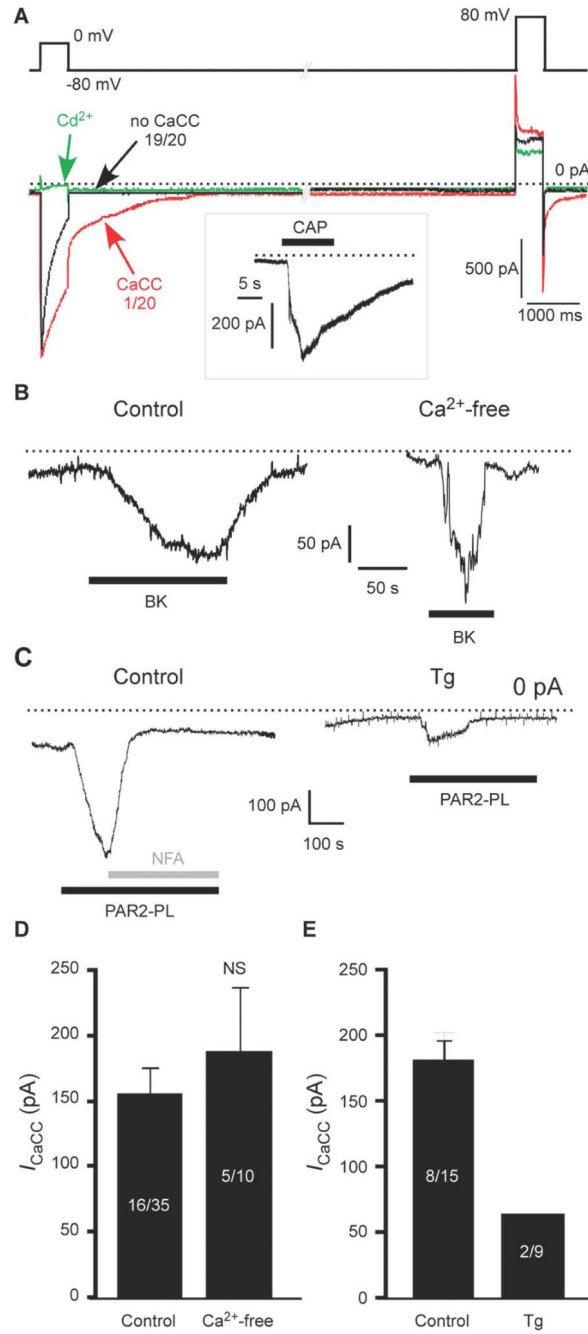 A
0 mV
80 mV
-80 mV
Cd²⁺
no CaCC
19/20
0 pA
CaCC
1/20
CAP
5 s
200 pA
500 pA
1000 ms
B
Control
Ca²⁺-free
50 pA
50 s
BK
BK
C
Control
Tg
0 pA
PAR2-PL
100 pA
100 s
NFA
PAR2-PL
D
E
NS
250
200
150
100
50
0
I_CaCC (pA)
16/35
5/10
Control
Ca²⁺-free
250
200
150
100
50
0
I_CaCC (pA)
8/15
2/9
Control
Tg